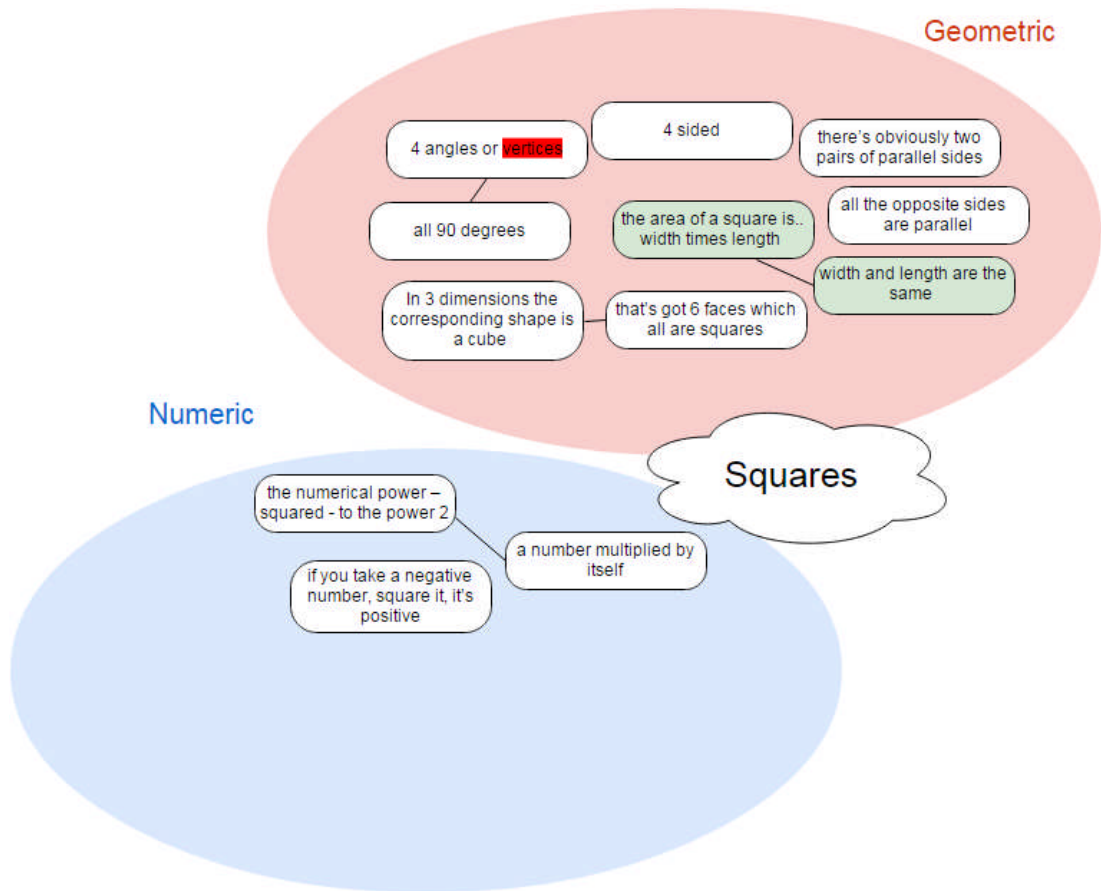 Geometric
4 angles or vertices
4 sided
there's obviously two
pairs of parallel sides
all 90 degrees
the area of a square is..
width times length
all the opposite sides
are parallel
width and length are the
same
In 3 dimensions the
corresponding shape is
a cube
that's got 6 faces which
all are squares
Numeric
Squares
the numerical power –
squared - to the power 2
a number multiplied by
itself
if you take a negative
number, square it, it's
positive